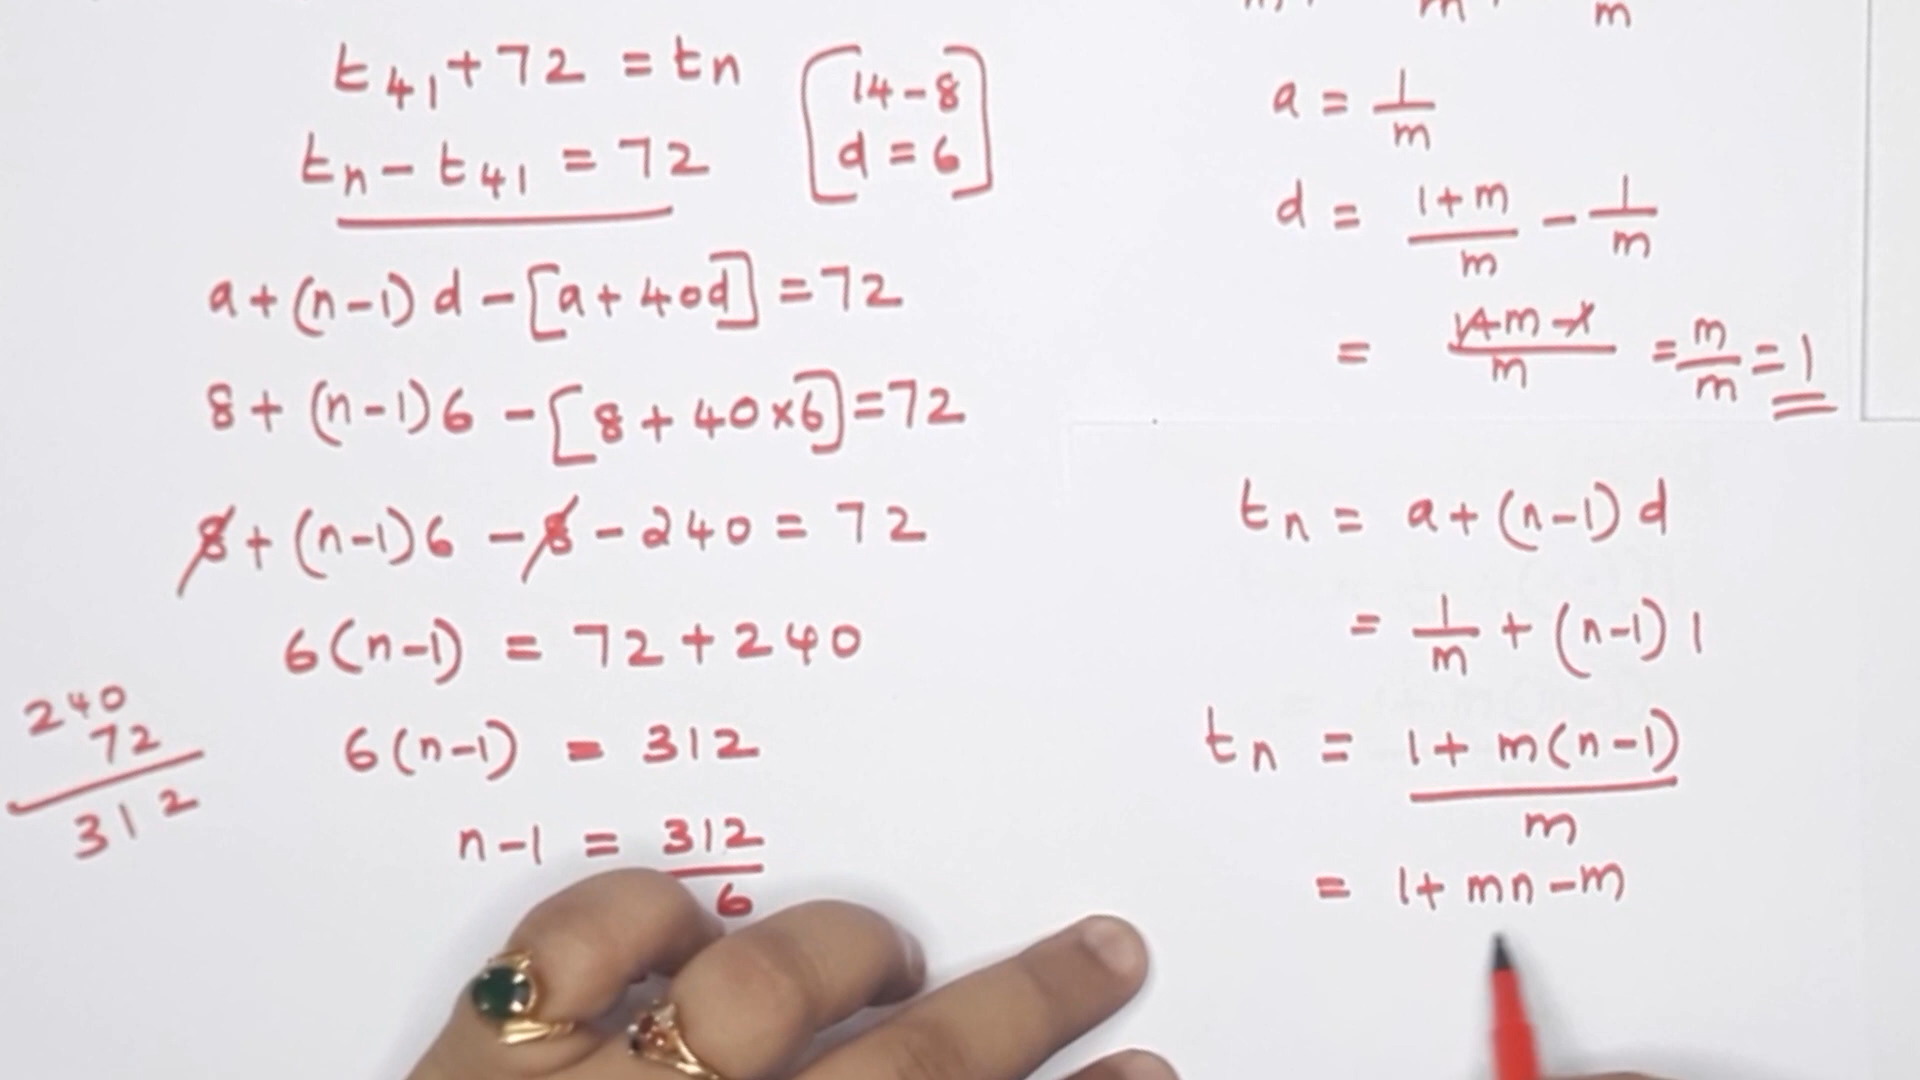 t41 + 72 = tn
[14 - 8
d = 6]
tn - t41 = 72
a + (n-1) d - [a + 40d] = 72
8 + (n-1)6 - [8 + 40×6] = 72
8 + (n-1)6 - 8 - 240 = 72
6(n-1) = 72 + 240
240
72
312
6(n-1) = 312
n-1 = 312/6
m
a = 1/m
d = 1+m/m - 1/m
= 1+m-1/m = m/m = 1
tn = a + (n-1) d
= 1/m + (n-1) 1
tn = 1 + m(n-1)/m
= 1 + mn - m